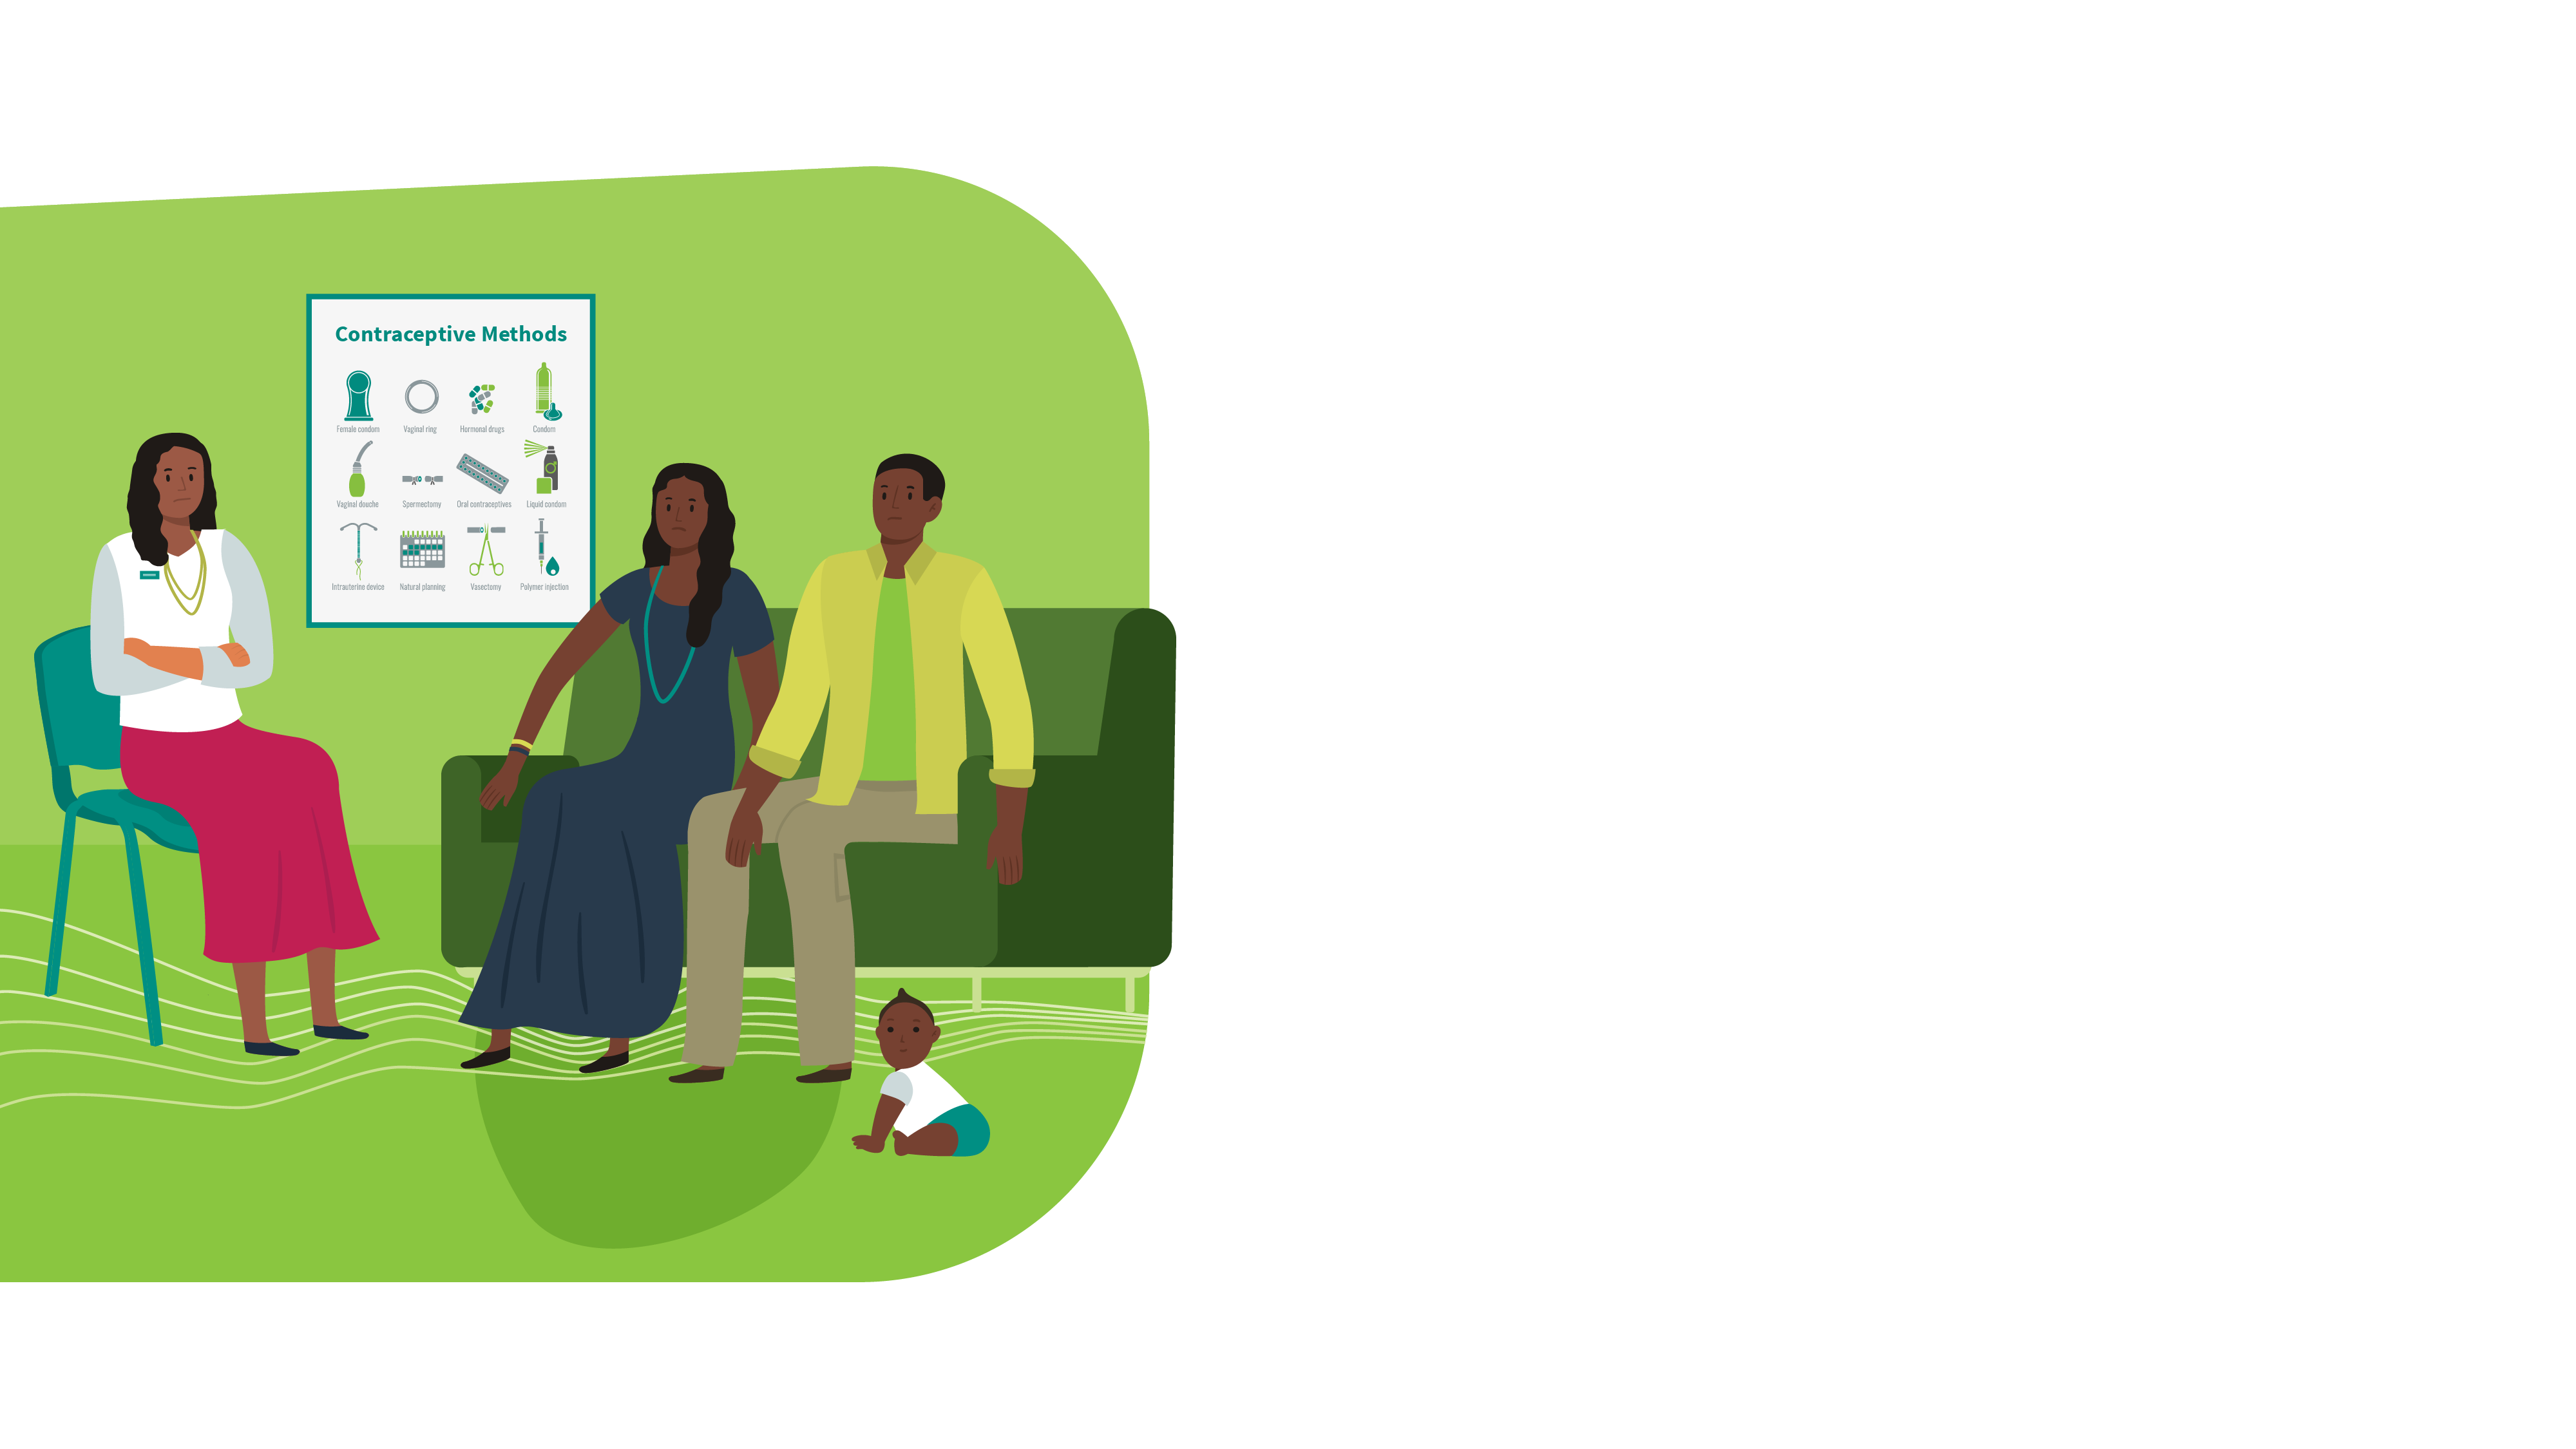 Contraceptive Methods
Female condom Vaginal ring Hormonal drugs Condom
Vaginal douche Spermectomy Oral contraceptives Liquid condom
Intrauterine device Natural planning Vasectomy Polymer injection